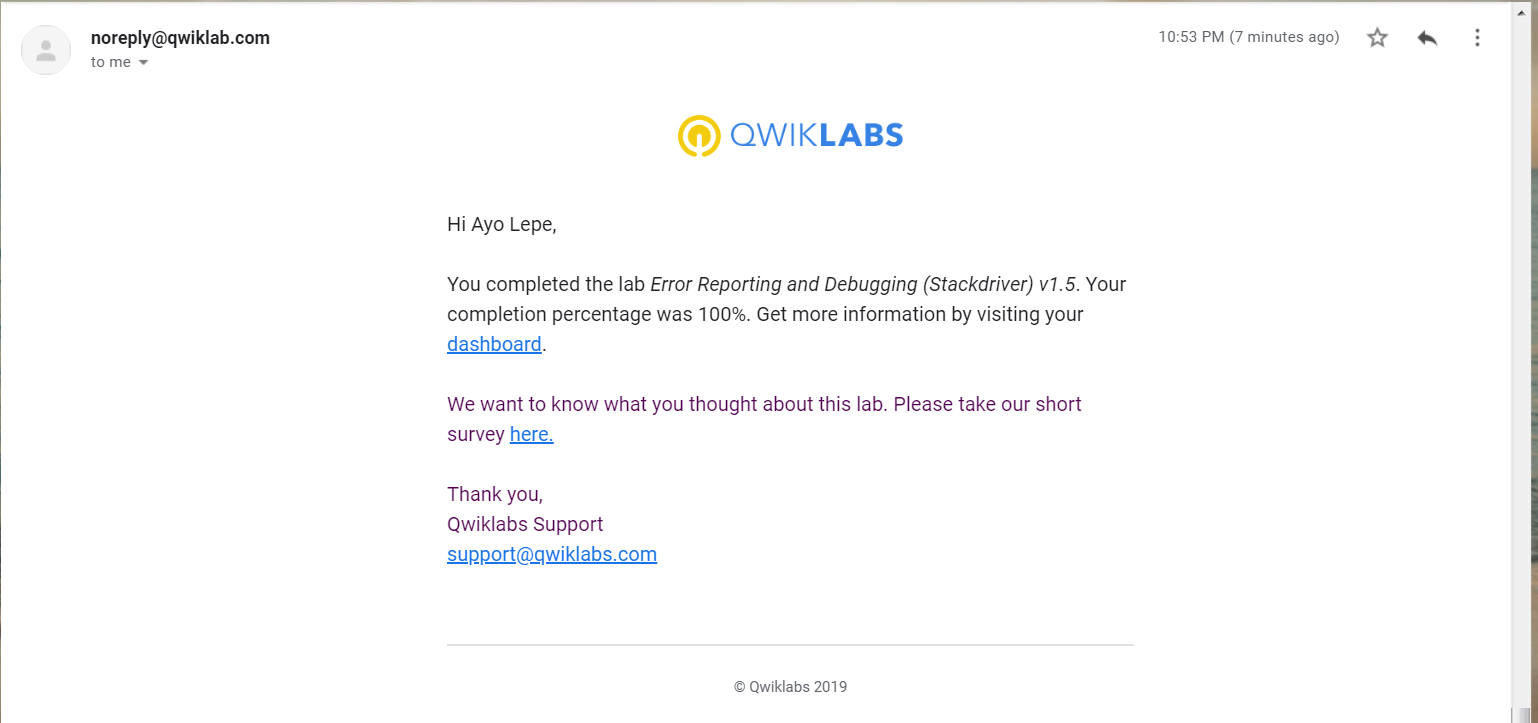 noreply@qwiklab.com
10:53 PM (7 minutes ago)
to me
QWIKLABS
Hi Ayo Lepe,
You completed the lab Error Reporting and Debugging (Stackdriver) v1.5. Your
completion percentage was 100%. Get more information by visiting your
dashboard.
We want to know what you thought about this lab. Please take our short
survey here.
Thank you,
Qwiklabs Support
support@qwiklabs.com
© Qwiklabs 2019